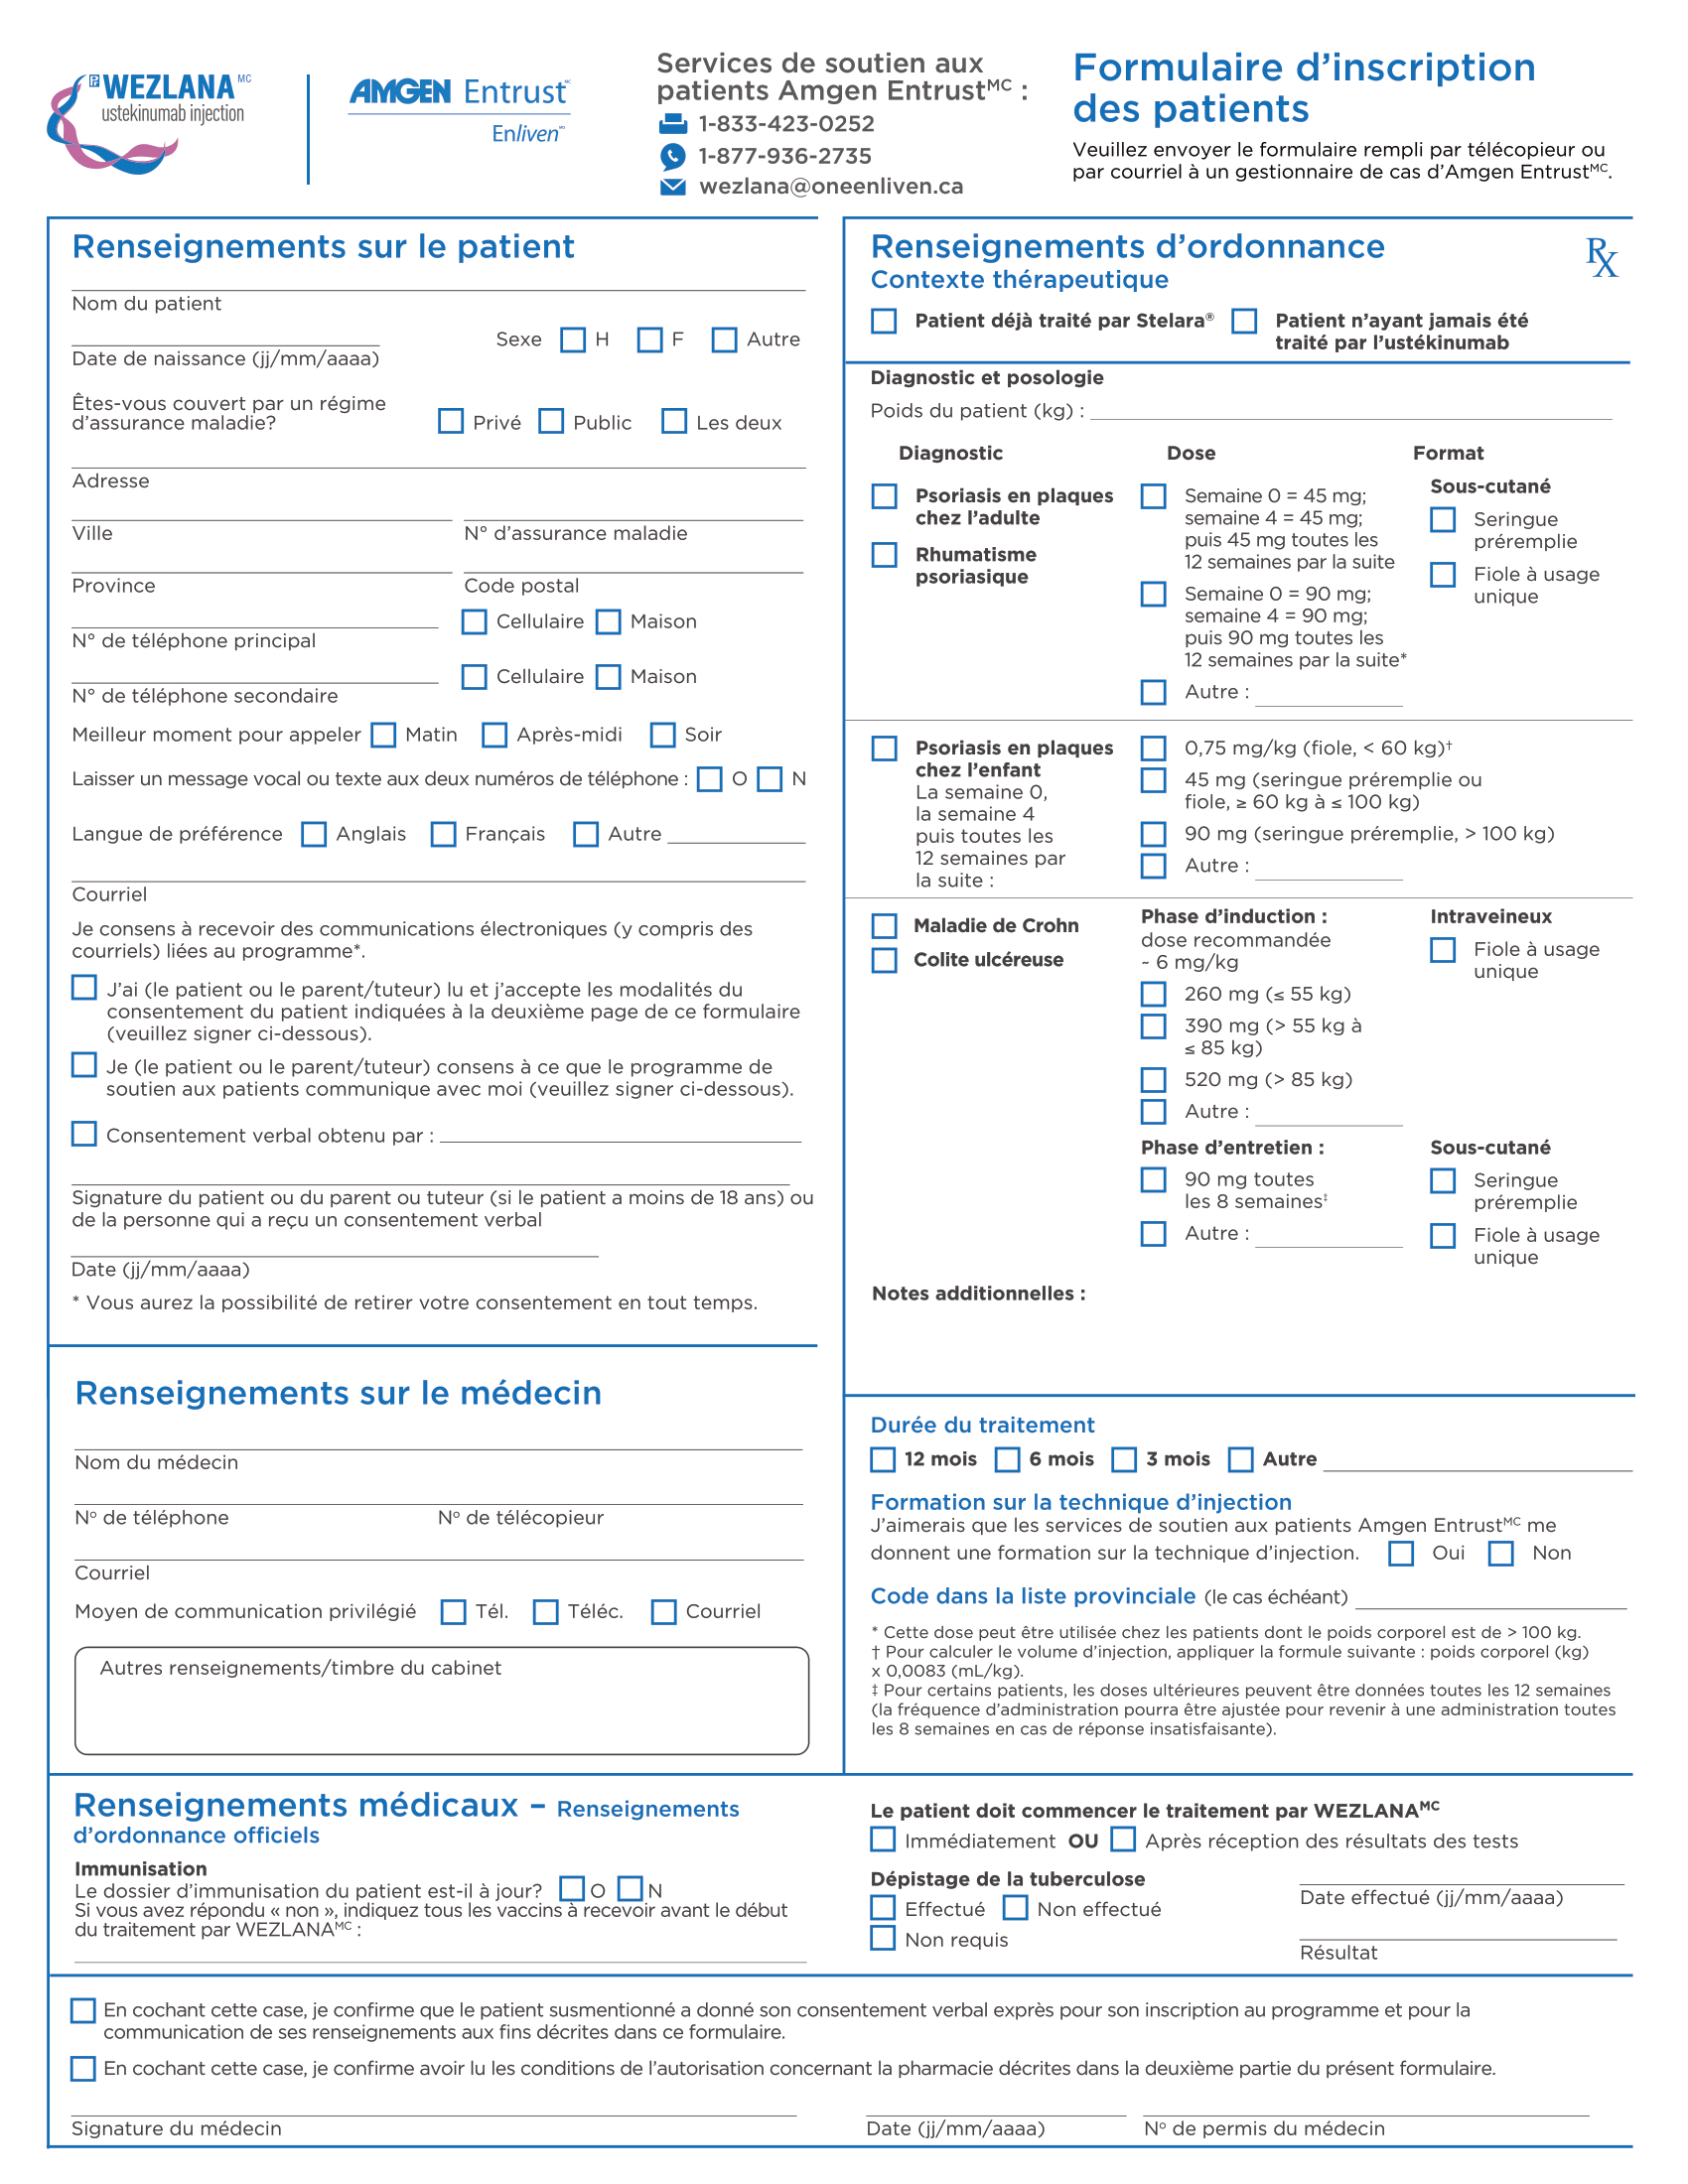 WEZLANA MC
ustekinumab injection
AMGEN Entrust MC
Enliven MD
Services de soutien aux
patients Amgen Entrust MC :
1-833-423-0252
1-877-936-2735
wezlana@oneenliven.ca
Formulaire d’inscription
des patients
Veuillez envoyer le formulaire rempli par télécopieur ou
par courriel à un gestionnaire de cas d’Amgen Entrust MC.
Renseignements sur le patient
Nom du patient
Sexe H F Autre
Date de naissance (jj/mm/aaaa)
Êtes-vous couvert par un régime
d’assurance maladie? Privé Public Les deux
Adresse
Ville N° d’assurance maladie
Province Code postal
Cellulaire Maison
N° de téléphone principal
Cellulaire Maison
N° de téléphone secondaire
Meilleur moment pour appeler Matin Après-midi Soir
Laisser un message vocal ou texte aux deux numéros de téléphone : O N
Langue de préférence Anglais Français Autre
Courriel
Je consens à recevoir des communications électroniques (y compris des
courriels) liées au programme*.
J’ai (le patient ou le parent/tuteur) lu et j’accepte les modalités du
consentement du patient indiquées à la deuxième page de ce formulaire
(veuillez signer ci-dessous).
Je (le patient ou le parent/tuteur) consens à ce que le programme de
soutien aux patients communique avec moi (veuillez signer ci-dessous).
Consentement verbal obtenu par :
Signature du patient ou du parent ou tuteur (si le patient a moins de 18 ans) ou
de la personne qui a reçu un consentement verbal
Date (jj/mm/aaaa)
* Vous aurez la possibilité de retirer votre consentement en tout temps.
Renseignements sur le médecin
Nom du médecin
Nº de téléphone Nº de télécopieur
Courriel
Moyen de communication privilégié Tél. Téléc. Courriel
Autres renseignements/timbre du cabinet
Renseignements d’ordonnance Rx
Contexte thérapeutique
Patient déjà traité par Stelara® Patient n’ayant jamais été
traité par l’ustékinumab
Diagnostic et posologie
Poids du patient (kg) :
Diagnostic Dose Format
Psoriasis en plaques
chez l’adulte
Rhumatisme
psoriasique
Semaine 0 = 45 mg;
semaine 4 = 45 mg;
puis 45 mg toutes les
12 semaines par la suite
Semaine 0 = 90 mg;
semaine 4 = 90 mg;
puis 90 mg toutes les
12 semaines par la suite*
Autre :
Sous-cutané
Seringue
préremplie
Fiole à usage
unique
Psoriasis en plaques
chez l’enfant
La semaine 0,
la semaine 4
puis toutes les
12 semaines par
la suite :
0,75 mg/kg (fiole, < 60 kg)†
45 mg (seringue préremplie ou
fiole, ≥ 60 kg à ≤ 100 kg)
90 mg (seringue préremplie, > 100 kg)
Autre :
Maladie de Crohn
Colite ulcéreuse
Phase d’induction :
dose recommandée
~ 6 mg/kg
260 mg (≤ 55 kg)
390 mg (> 55 kg à
≤ 85 kg)
520 mg (> 85 kg)
Autre :
Intraveineux
Fiole à usage
unique
Phase d’entretien :
90 mg toutes
les 8 semaines‡
Autre :
Sous-cutané
Seringue
préremplie
Fiole à usage
unique
Notes additionnelles :
Durée du traitement
12 mois 6 mois 3 mois Autre
Formation sur la technique d’injection
J’aimerais que les services de soutien aux patients Amgen Entrust MC me
donnent une formation sur la technique d’injection. Oui Non
Code dans la liste provinciale (le cas échéant)
* Cette dose peut être utilisée chez les patients dont le poids corporel est de > 100 kg.
† Pour calculer le volume d’injection, appliquer la formule suivante : poids corporel (kg)
x 0,0083 (mL/kg).
‡ Pour certains patients, les doses ultérieures peuvent être données toutes les 12 semaines
(la fréquence d’administration pourra être ajustée pour revenir à une administration toutes
les 8 semaines en cas de réponse insatisfaisante).
Renseignements médicaux – Renseignements
d’ordonnance officiels
Immunisation
Le dossier d’immunisation du patient est-il à jour? O N
Si vous avez répondu « non », indiquez tous les vaccins à recevoir avant le début
du traitement par WEZLANA MC :
Le patient doit commencer le traitement par WEZLANA MC
Immédiatement OU Après réception des résultats des tests
Dépistage de la tuberculose
Effectué Non effectué
Non requis
Date effectué (jj/mm/aaaa)
Résultat
En cochant cette case, je confirme que le patient susmentionné a donné son consentement verbal exprès pour son inscription au programme et pour la
communication de ses renseignements aux fins décrites dans ce formulaire.
En cochant cette case, je confirme avoir lu les conditions de l’autorisation concernant la pharmacie décrites dans la deuxième partie du présent formulaire.
Signature du médecin Date (jj/mm/aaaa) Nº de permis du médecin